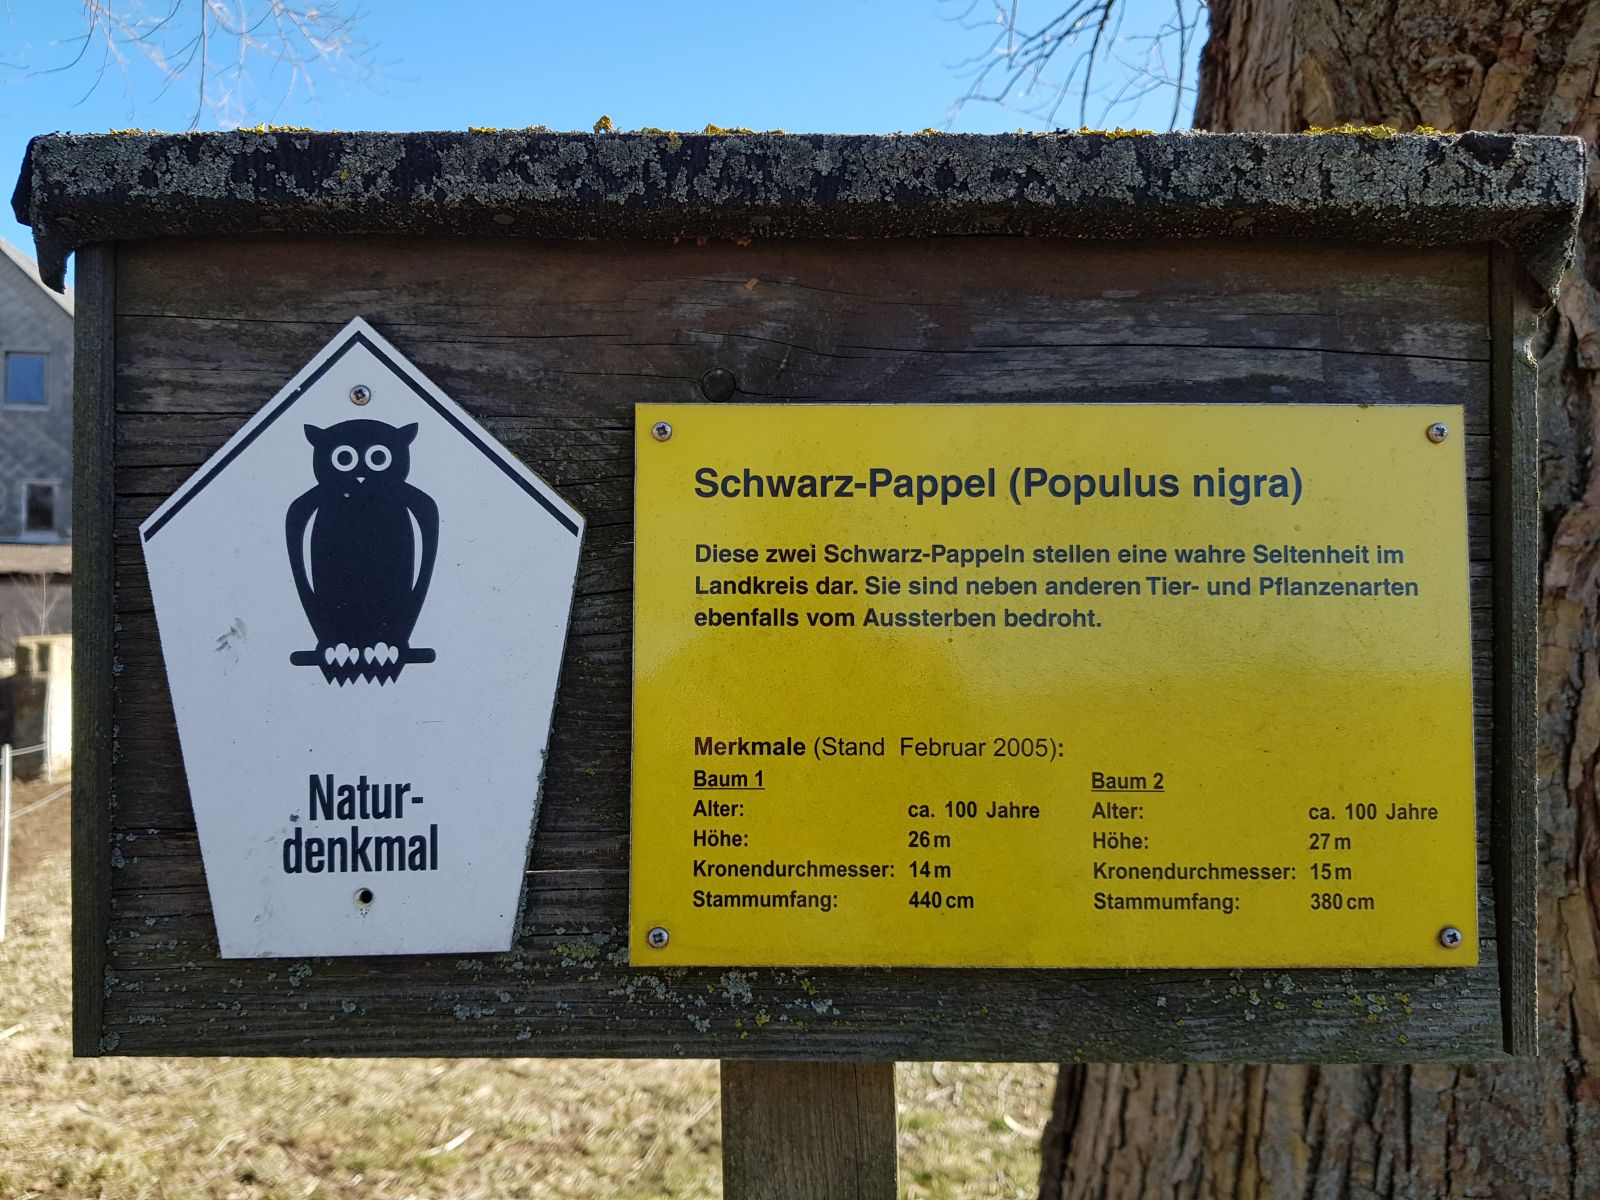 Natur-
denkmal
Schwarz-Pappel (Populus nigra)
Diese zwei Schwarz-Pappeln stellen eine wahre Seltenheit im
Landkreis dar. Sie sind neben anderen Tier- und Pflanzenarten
ebenfalls vom Aussterben bedroht.
Merkmale (Stand Februar 2005):
Baum 1 Baum 2
Alter: ca. 100 Jahre Alter: ca. 100 Jahre
Höhe: 26 m Höhe: 27 m
Kronendurchmesser: 14 m Kronendurchmesser: 15 m
Stammumfang: 440 cm Stammumfang: 380 cm